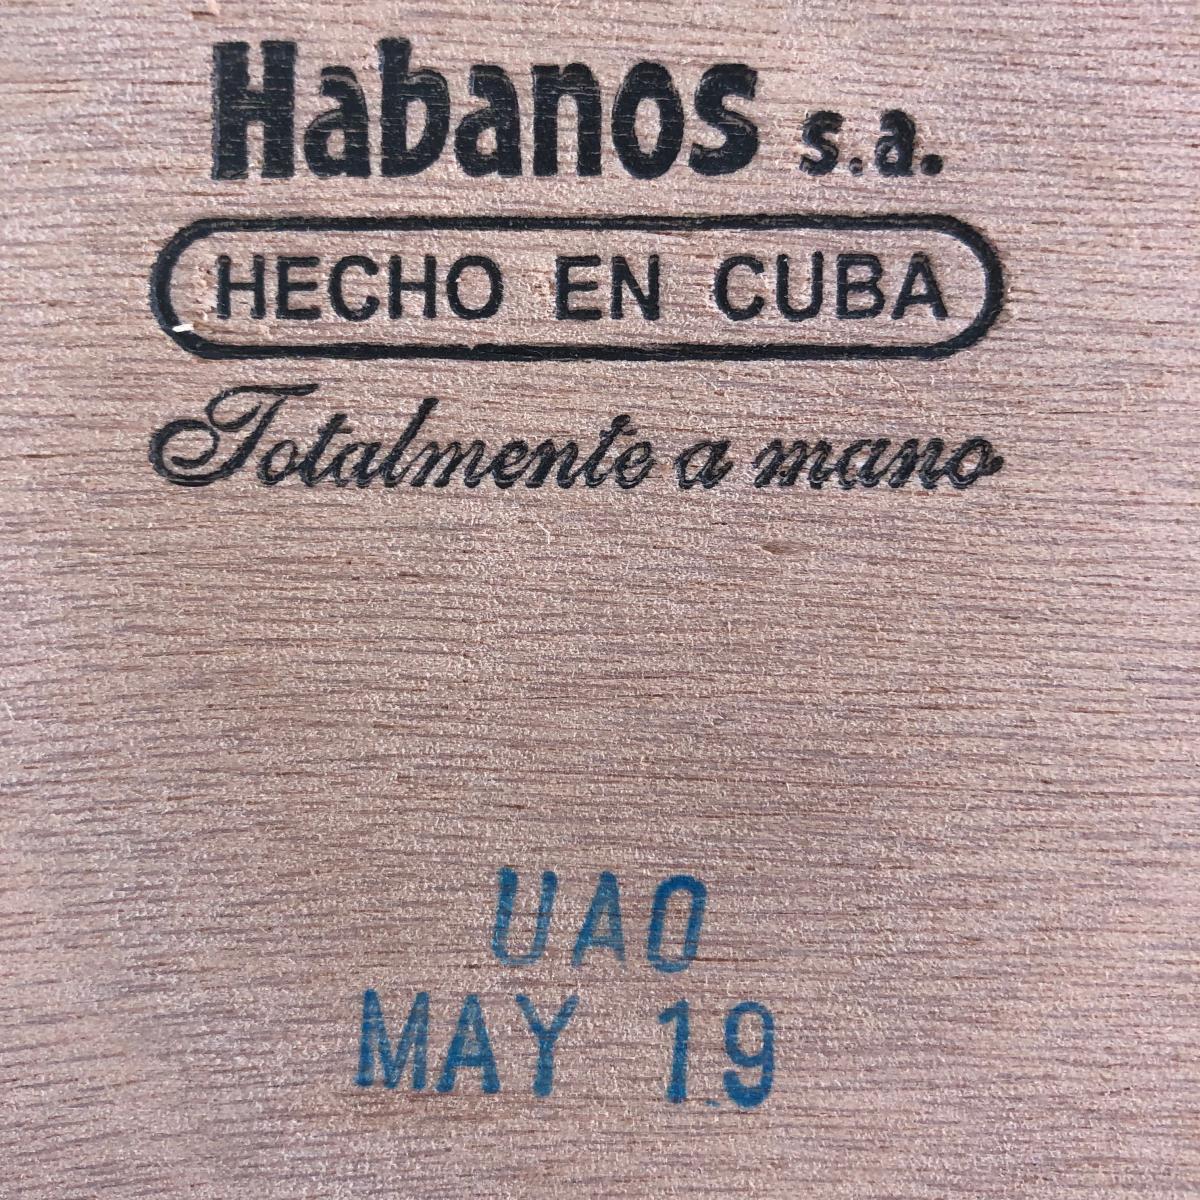 Habanos s.a.
HECHO EN CUBA
Totalmente a mano
UAO
MAY 19